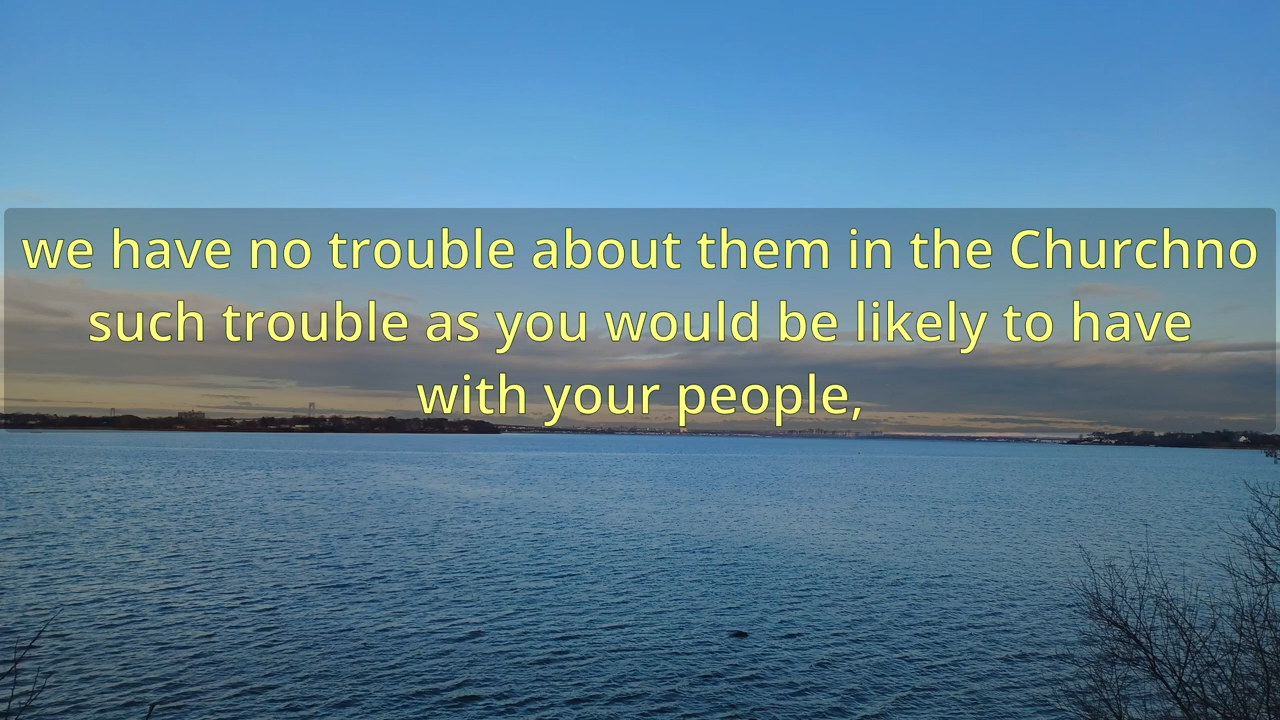 we have no trouble about them in the Churchno
such trouble as you would be likely to have
with your people,